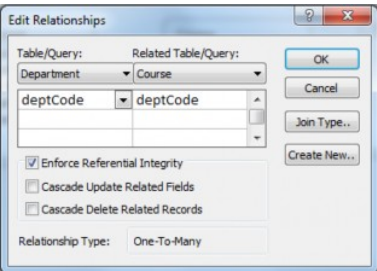 Edit Relationships
Table/Query: Related Table/Query:
Department Course
deptCode deptCode
OK
Cancel
Join Type..
Create New..
Enforce Referential Integrity
Cascade Update Related Fields
Cascade Delete Related Records
Relationship Type: One-To-Many